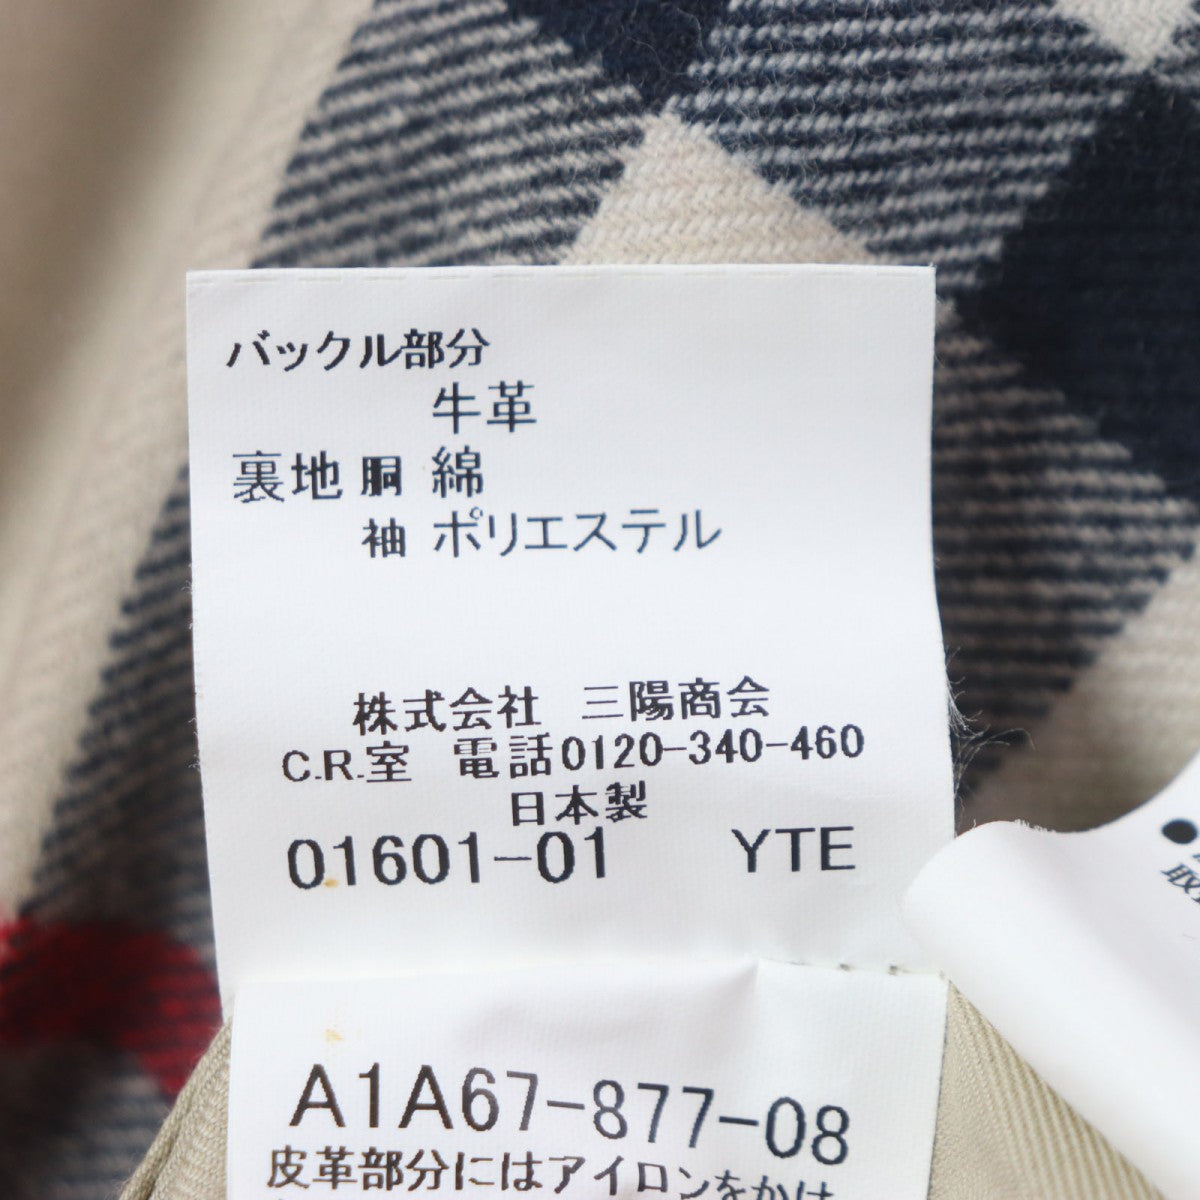 バックル部分
牛革
裏地 胴 綿
袖 ポリエステル
株式会社 三陽商会
C.R.室 電話0120-340-460
日本製
01601-01 YTE
A1A67-877-08
皮革部分にはアイロンをかけ
●
取